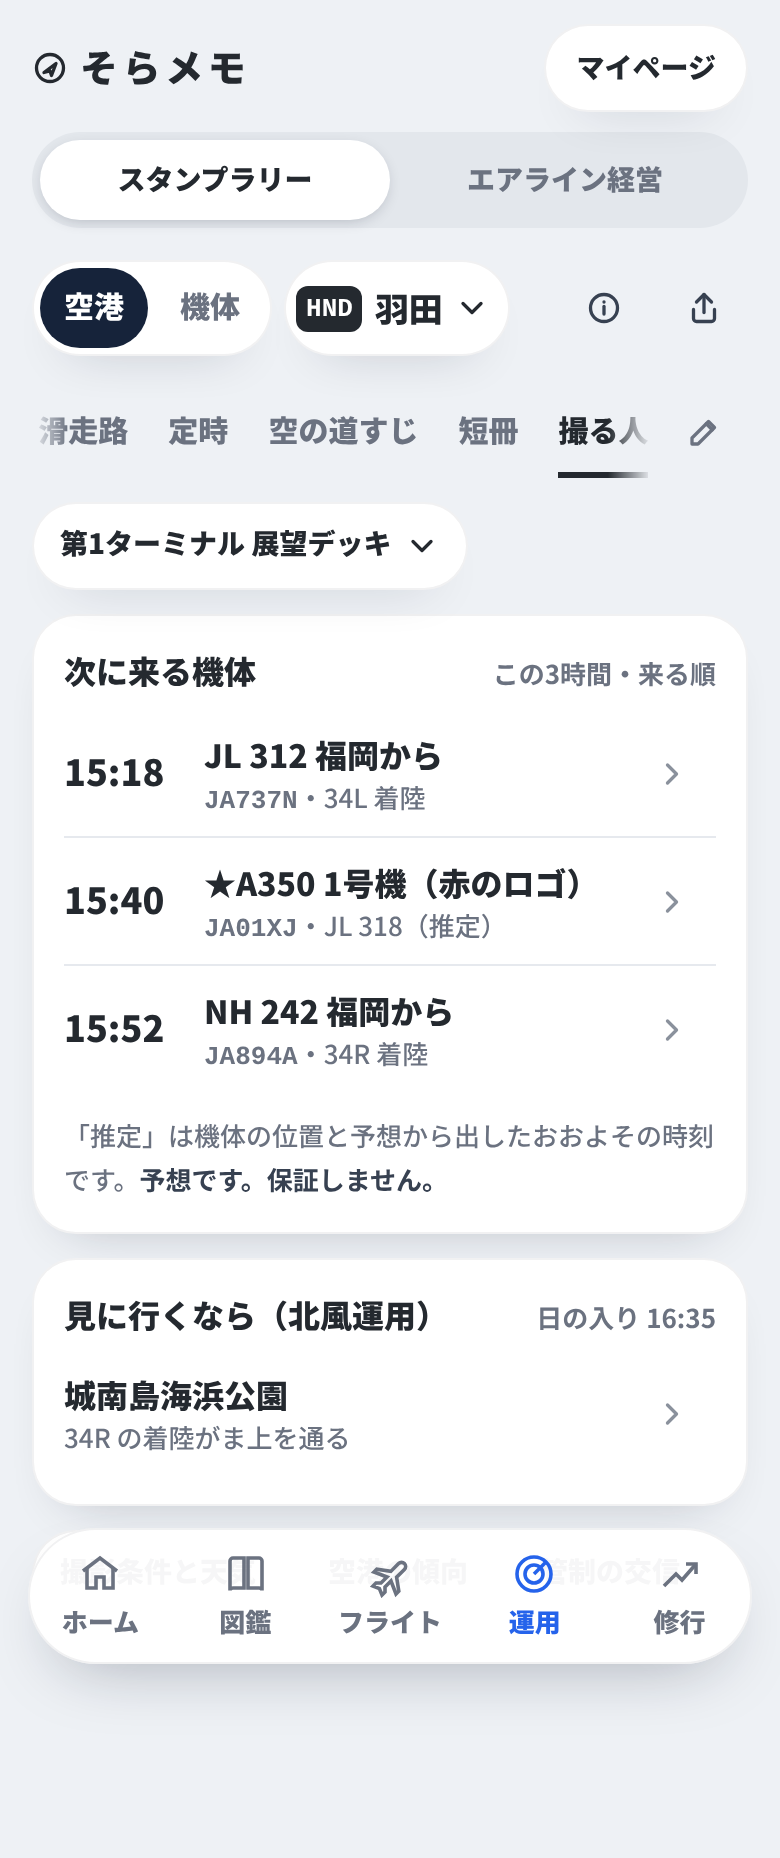 そらメモ
マイページ
スタンプラリー
エアライン経営
空港
機体
HND 羽田
滑走路
定時
空の道すじ
短冊
撮る人
第1ターミナル 展望デッキ
次に来る機体
この3時間・来る順
15:18
JL 312 福岡から
JA737N・34L 着陸
15:40
★A350 1号機（赤のロゴ）
JA01XJ・JL 318（推定）
15:52
NH 242 福岡から
JA894A・34R 着陸
「推定」は機体の位置と予想から出したおおよその時刻
です。予想です。保証しません。
見に行くなら（北風運用）
日の入り 16:35
城南島海浜公園
34R の着陸がま上を通る
空港の傾向
管制の交信
ホーム
図鑑
フライト
運用
修行